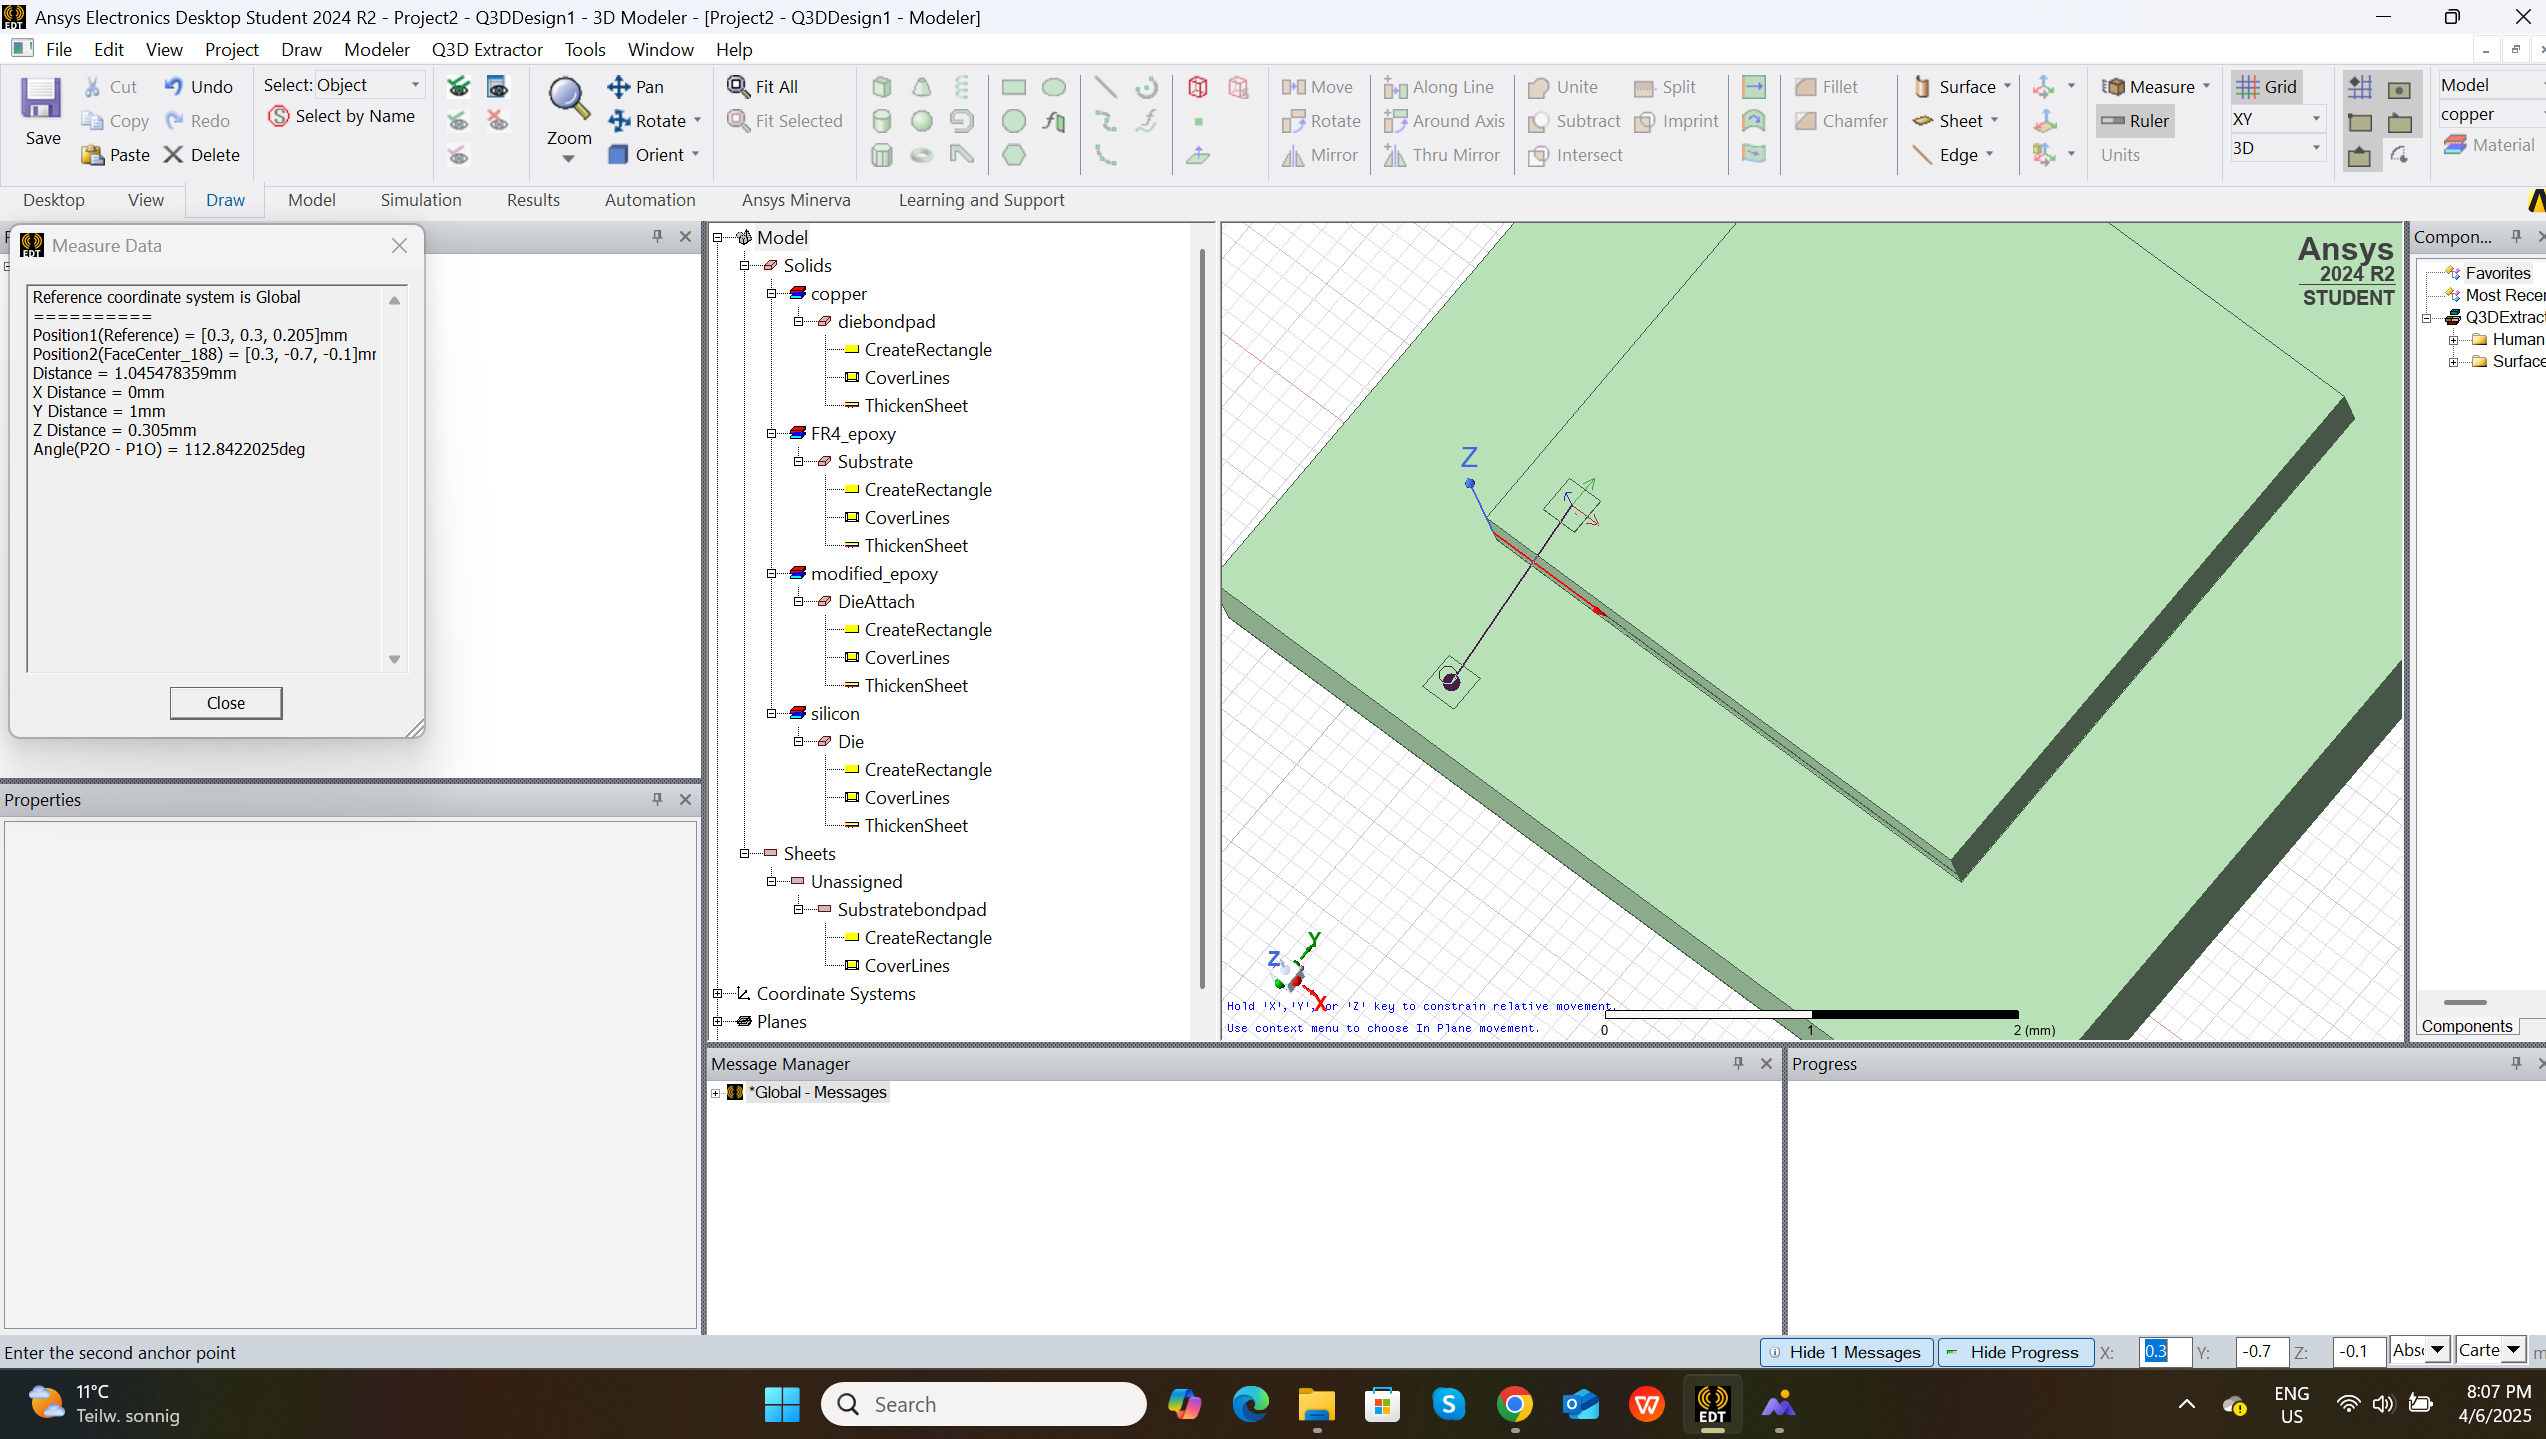 Ansys Electronics Desktop Student 2024 R2 - Project2 - Q3DDesign1 - 3D Modeler - [Project2 - Q3DDesign1 - Modeler]
File Edit View Project Draw Modeler Q3D Extractor Tools Window Help
Save
Cut
Copy
Paste
Undo
Redo
Delete
Select: Object
Select by Name
Zoom
Pan
Rotate
Orient
Fit All
Fit Selected
Move
Rotate
Mirror
Along Line
Around Axis
Thru Mirror
Unite
Subtract
Intersect
Split
Imprint
Fillet
Chamfer
Surface
Sheet
Edge
Measure
Ruler
Units
Grid
XY
3D
Model
copper
Material
Desktop View Draw Model Simulation Results Automation Ansys Minerva Learning and Support
EDT Measure Data
Reference coordinate system is Global
==========
Position1(Reference) = [0.3, 0.3, 0.205]mm
Position2(FaceCenter_188) = [0.3, -0.7, -0.1]mr
Distance = 1.045478359mm
X Distance = 0mm
Y Distance = 1mm
Z Distance = 0.305mm
Angle(P2O - P1O) = 112.8422025deg
Close
Properties
Model
Solids
copper
diebondpad
CreateRectangle
CoverLines
ThickenSheet
FR4_epoxy
Substrate
CreateRectangle
CoverLines
ThickenSheet
modified_epoxy
DieAttach
CreateRectangle
CoverLines
ThickenSheet
silicon
Die
CreateRectangle
CoverLines
ThickenSheet
Sheets
Unassigned
Substratebondpad
CreateRectangle
CoverLines
Coordinate Systems
Planes
Ansys
2024 R2
STUDENT
Z
Y
Z
X
Hold 'X','Y', or 'Z' key to constrain relative movement.
Use context menu to choose In Plane movement.
0 1 2 (mm)
Compon...
Favorites
Most Recer
Q3DExtract
Human
Surface
Components
Message Manager
*Global - Messages
Progress
Enter the second anchor point
Hide 1 Messages Hide Progress X: 0.3 Y: -0.7 Z: -0.1 Abs Carte
11°C
Teilw. sonnig
Search
EDT
ENG
US
8:07 PM
4/6/2025